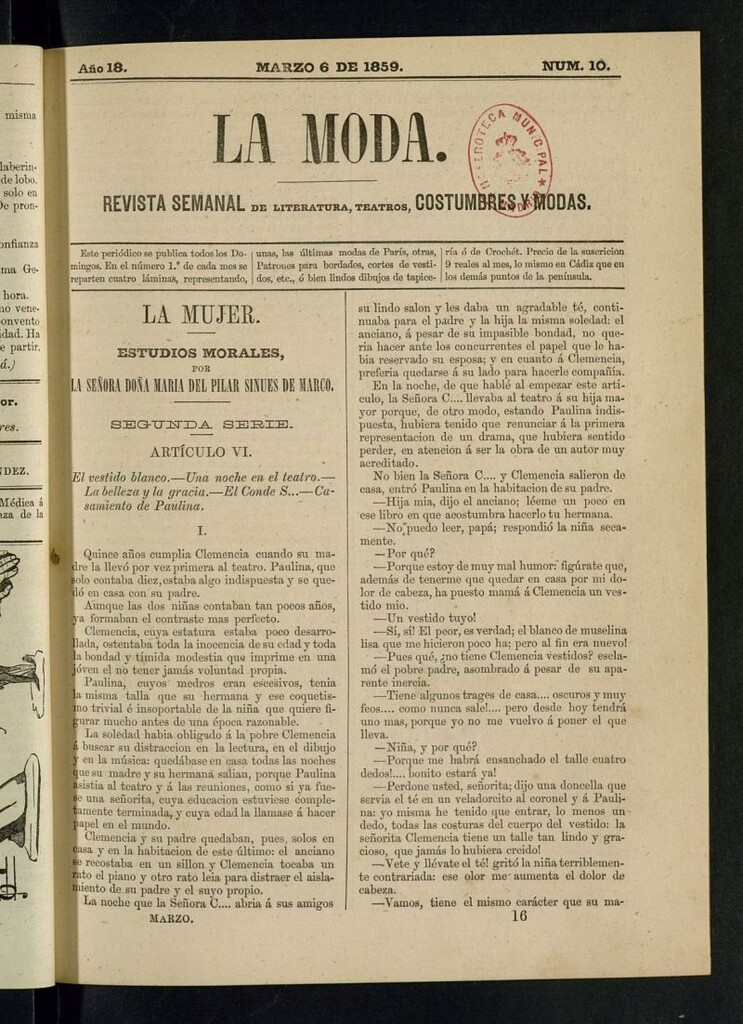 misma
laberin-
de lobo.
solo en
De pron-
onfianza
ma Ge-
hora.
no vene-
onvento
idad. Ha
e partir.
á.)
or.
res.
DEZ.
Médica á
za de la
Año 18.
MARZO 6 DE 1859.
NUM. 10.
LA MODA.
HEMEROTECA MUNICIPAL ★ MADRID ★
REVISTA SEMANAL DE LITERATURA, TEATROS, COSTUMBRES Y MODAS.
Este periódico se publica todos los Do-
mingos. En el número 1.° de cada mes se
reparten cuatro láminas, representando,
unas, las últimas modas de París, otras,
Patrones para bordados, cortes de vesti-
dos, etc., ó bien lindos dibujos de tapice-
ría ó de Crochét. Precio de la suscricion
9 reales al mes, lo mismo en Cádiz que en
los demás puntos de la península.
LA MUJER.
ESTUDIOS MORALES,
POR
LA SEÑORA DOÑA MARIA DEL PILAR SINUES DE MARCO.
SEGUNDA SERIE.
ARTÍCULO VI.
El vestido blanco.—Una noche en el teatro.—
La belleza y la gracia.—El Conde S...—Ca-
samiento de Paulina.
I.
Quince años cumplia Clemencia cuando su ma-
dre la llevó por vez primera al teatro. Paulina, que
solo contaba diez, estaba algo indispuesta y se que-
dó en casa con su padre.
Aunque las dos niñas contaban tan pocos años,
ya formaban el contraste mas perfecto.
Clemencia, cuya estatura estaba poco desarro-
llada, ostentaba toda la inocencia de su edad y toda
la bondad y tímida modestia que imprime en una
jóven el no tener jamás voluntad propia.
Paulina, cuyos medros eran escesivos, tenia
la misma talla que su hermana y ese coquetis-
mo trivial é insoportable de la niña que quiere fi-
gurar mucho antes de una época razonable.
La soledad habia obligado á la pobre Clemencia
á buscar su distraccion en la lectura, en el dibujo
y en la música: quedábase en casa todas las noches
que su madre y su hermana salian, porque Paulina
asistia al teatro y á las reuniones, como si ya fue-
se una señorita, cuya educacion estuviese comple-
tamente terminada, y cuya edad la llamase á hacer
papel en el mundo.
Clemencia y su padre quedaban, pues, solos en
casa y en la habitacion de este último: el anciano
se recostaba en un sillon y Clemencia tocaba un
rato el piano y otro rato leia para distraer el aisla-
miento de su padre y el suyo propio.
La noche que la Señora C.... abria á sus amigos
MARZO.
su lindo salon y les daba un agradable té, conti-
nuaba para el padre y la hija la misma soledad: el
anciano, á pesar de su impasible bondad, no que-
ria hacer ante los concurrentes el papel que le ha-
bia reservado su esposa; y en cuanto á Clemencia,
preferia quedarse á su lado para hacerle compañía.
En la noche, de que hablé al empezar este artí-
culo, la Señora C.... llevaba al teatro á su hija ma-
yor porque, de otro modo, estando Paulina indis-
puesta, hubiera tenido que renunciar á la primera
representacion de un drama, que hubiera sentido
perder, en atencion á ser la obra de un autor muy
acreditado.
No bien la Señora C.... y Clemencia salieron de
casa, entró Paulina en la habitacion de su padre.
—Hija mia, dijo el anciano; léeme un poco en
ese libro en que acostumbra hacerlo tu hermana.
—No puedo leer, papá; respondió la niña seca-
mente.
—Por qué?
—Porque estoy de muy mal humor: figúrate que,
además de tenerme que quedar en casa por mi do-
lor de cabeza, ha puesto mamá á Clemencia un ves-
tido mio.
—Un vestido tuyo!
—Sí, sí! El peor, es verdad; el blanco de muselina
lisa que me hicieron poco ha; pero al fin era nuevo!
—Pues qué, ¿no tiene Clemencia vestidos? escla-
mó el pobre padre, asombrado á pesar de su apa-
rente inercia.
—Tiene algunos trages de casa.... oscuros y muy
feos.... como nunca sale!.... pero desde hoy tendrá
uno mas, porque yo no me vuelvo á poner el que
lleva.
—Niña, y por qué?
—Porque me habrá ensanchado el talle cuatro
dedos!.... bonito estará ya!
—Perdone usted, señorita; dijo una doncella que
servia el té en un veladorcito al coronel y á Pauli-
na: yo misma he tenido que entrar, lo menos un
dedo, todas las costuras del cuerpo del vestido: la
señorita Clemencia tiene un talle tan lindo y gra-
cioso, que jamás lo hubiera creido!
—Vete y llévate el té! gritó la niña terriblemen-
te contrariada: ese olor me aumenta el dolor de
cabeza.
—Vamos, tiene el mismo carácter que su ma-
16